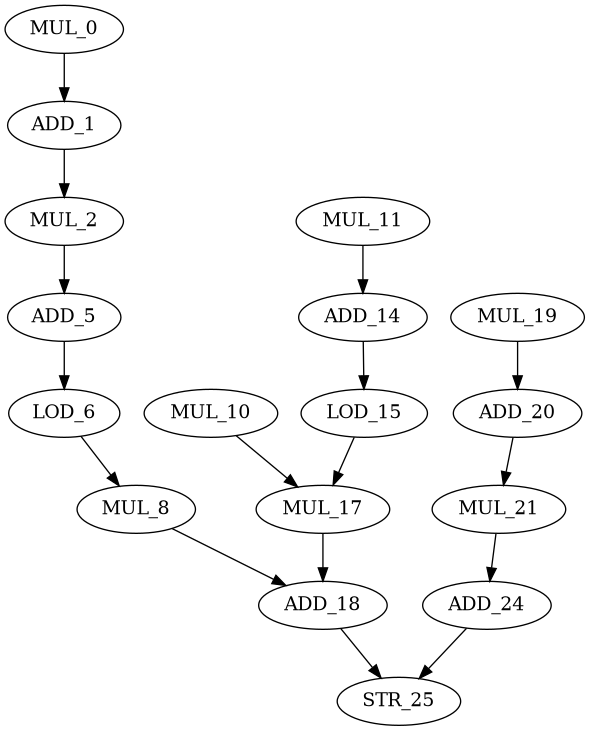 MUL_0
ADD_1
MUL_2
MUL_11
ADD_5
ADD_14
MUL_19
LOD_6
MUL_10
LOD_15
ADD_20
MUL_8
MUL_17
MUL_21
ADD_18
ADD_24
STR_25